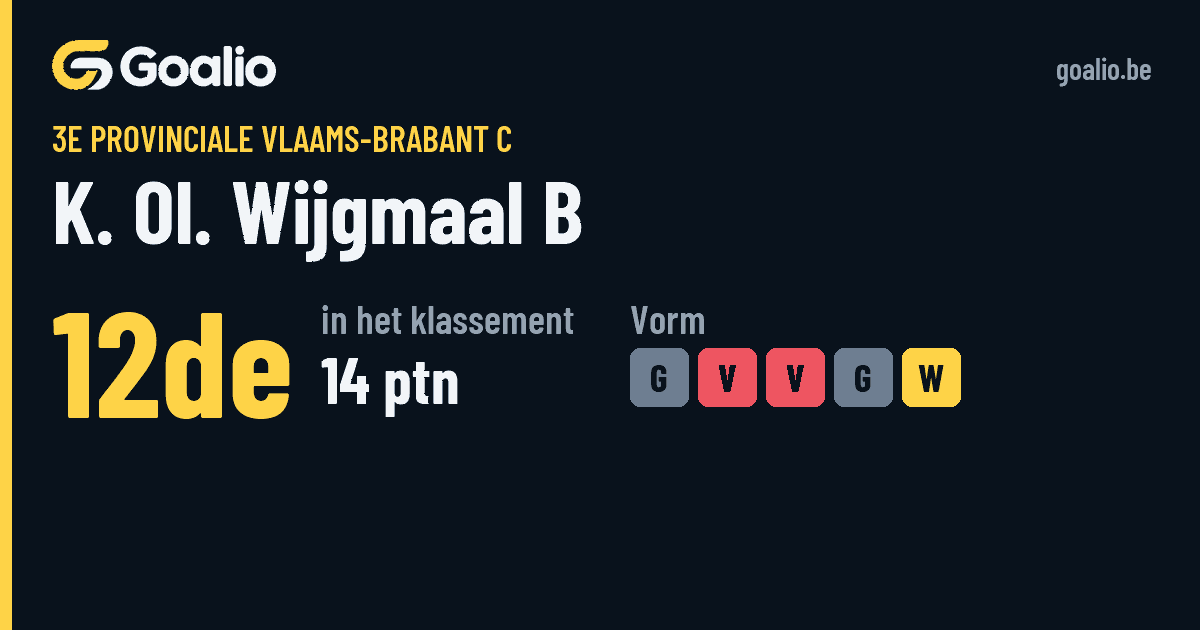 Goalio
goalio.be
3E PROVINCIALE VLAAMS-BRABANT C
K. Ol. Wijgmaal B
12de
in het klassement
14 ptn
Vorm
G V V G W